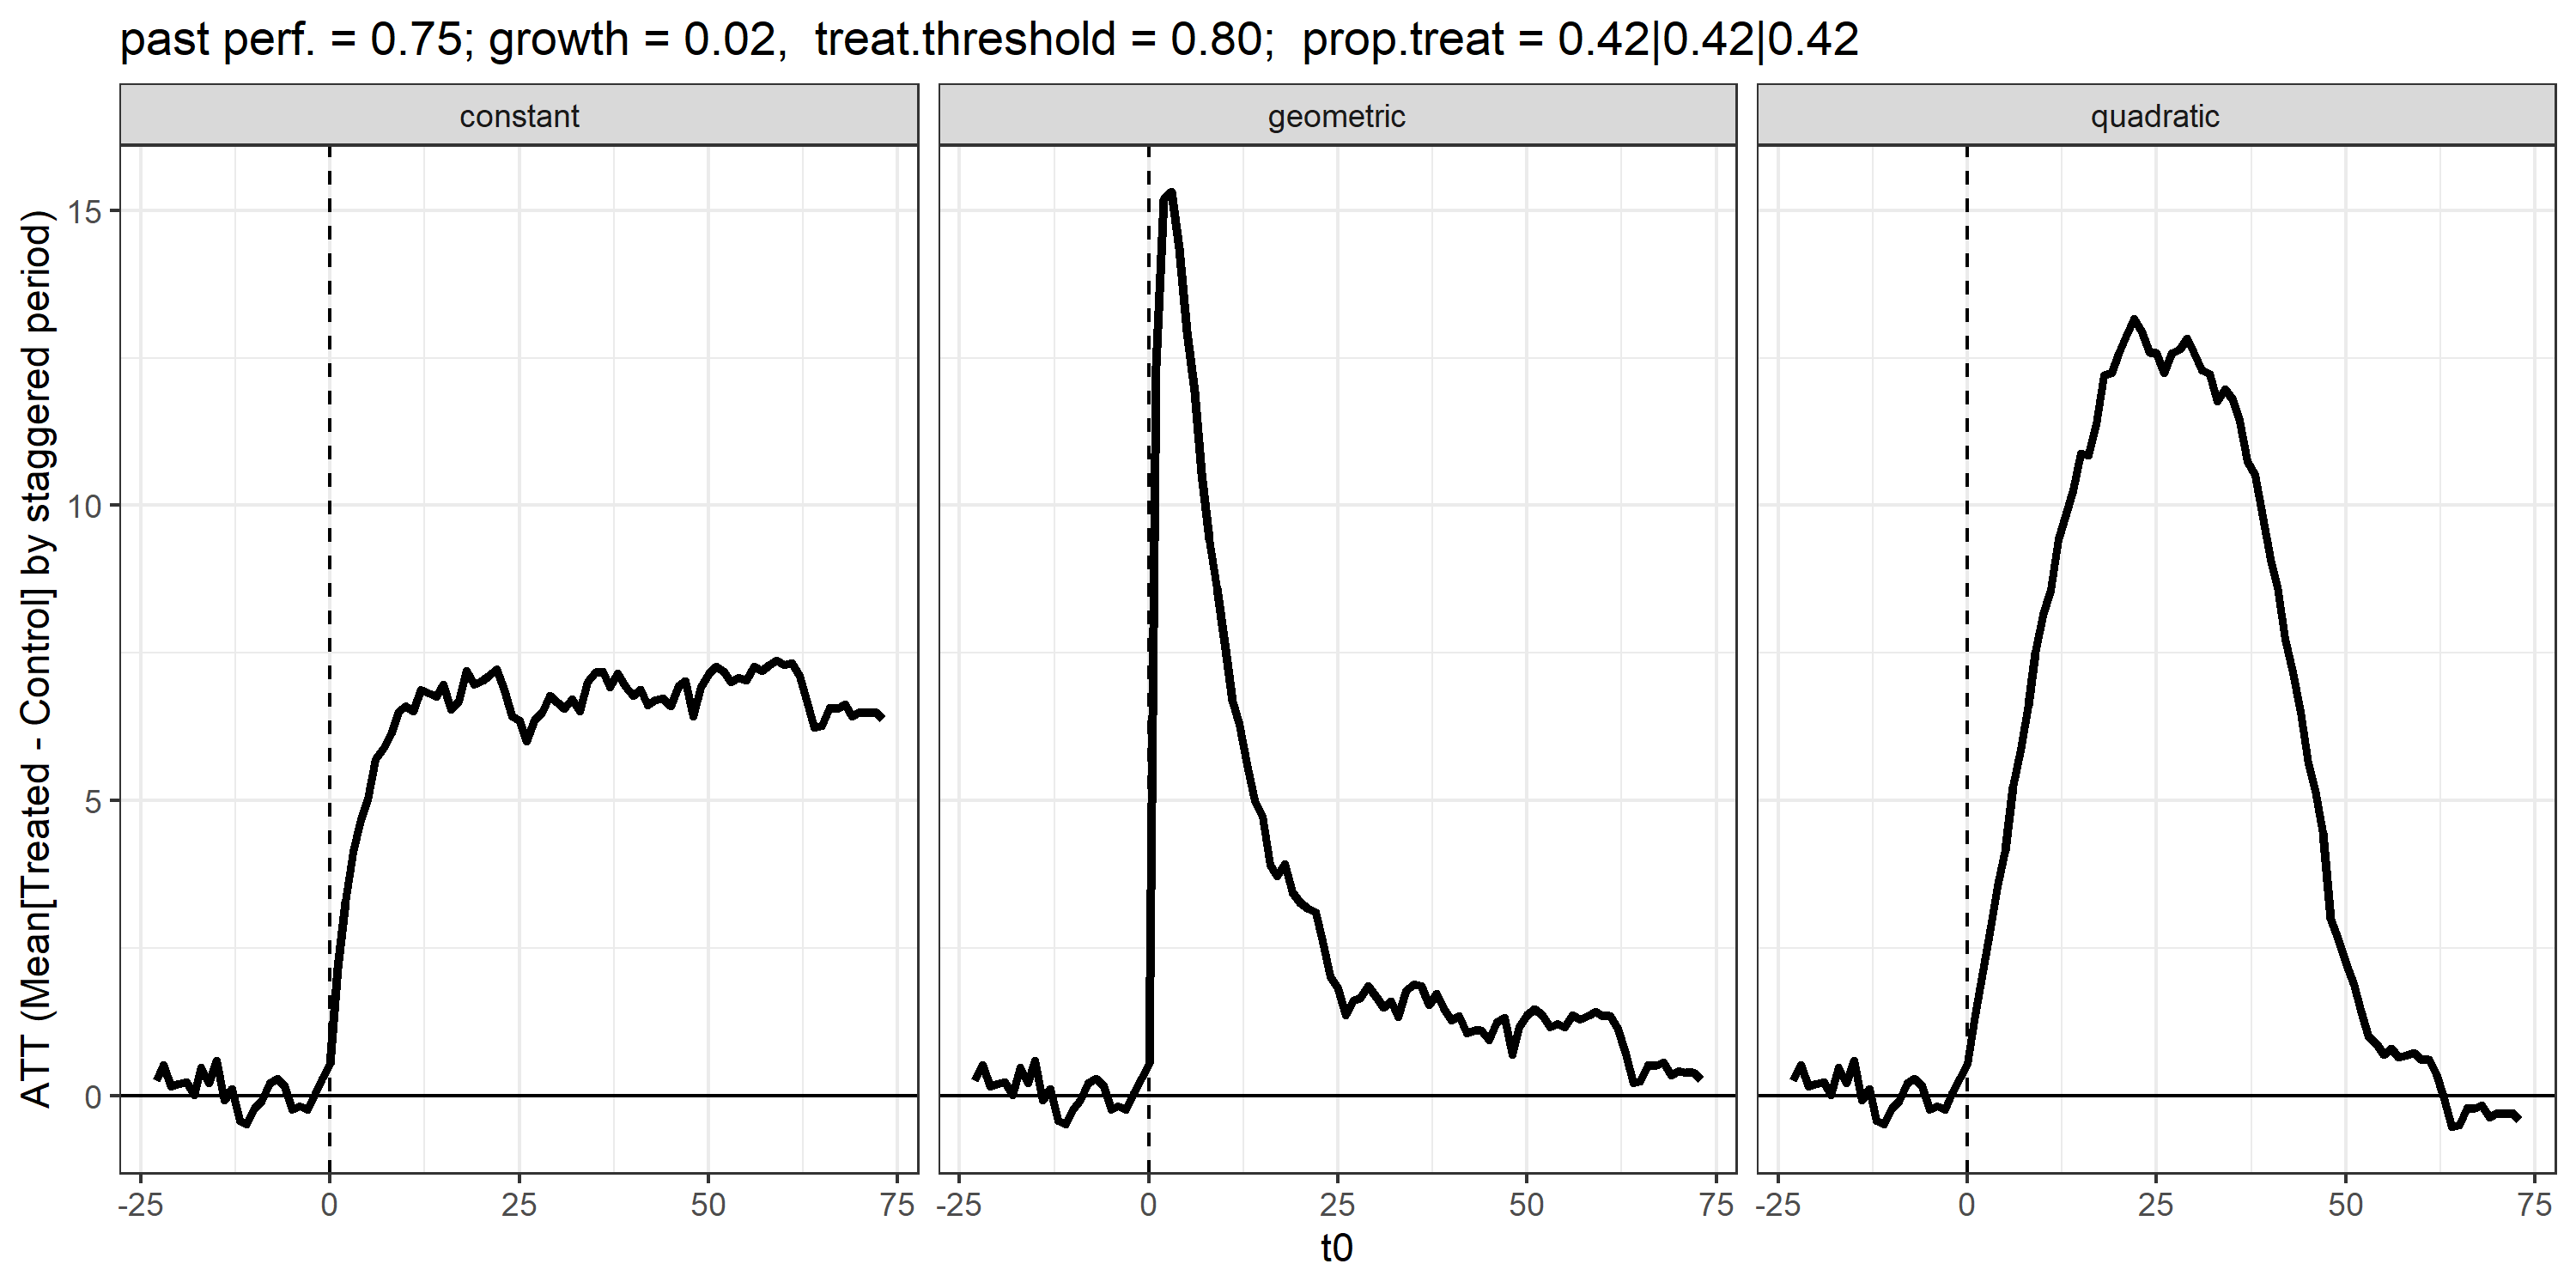 past perf. = 0.75; growth = 0.02,  treat.threshold = 0.80;  prop.treat = 0.42|0.42|0.42
constant
geometric
quadratic
ATT (Mean[Treated - Control] by staggered period)
15
10
5
0
-25 0 25 50 75
-25 0 25 50 75
-25 0 25 50 75
t0